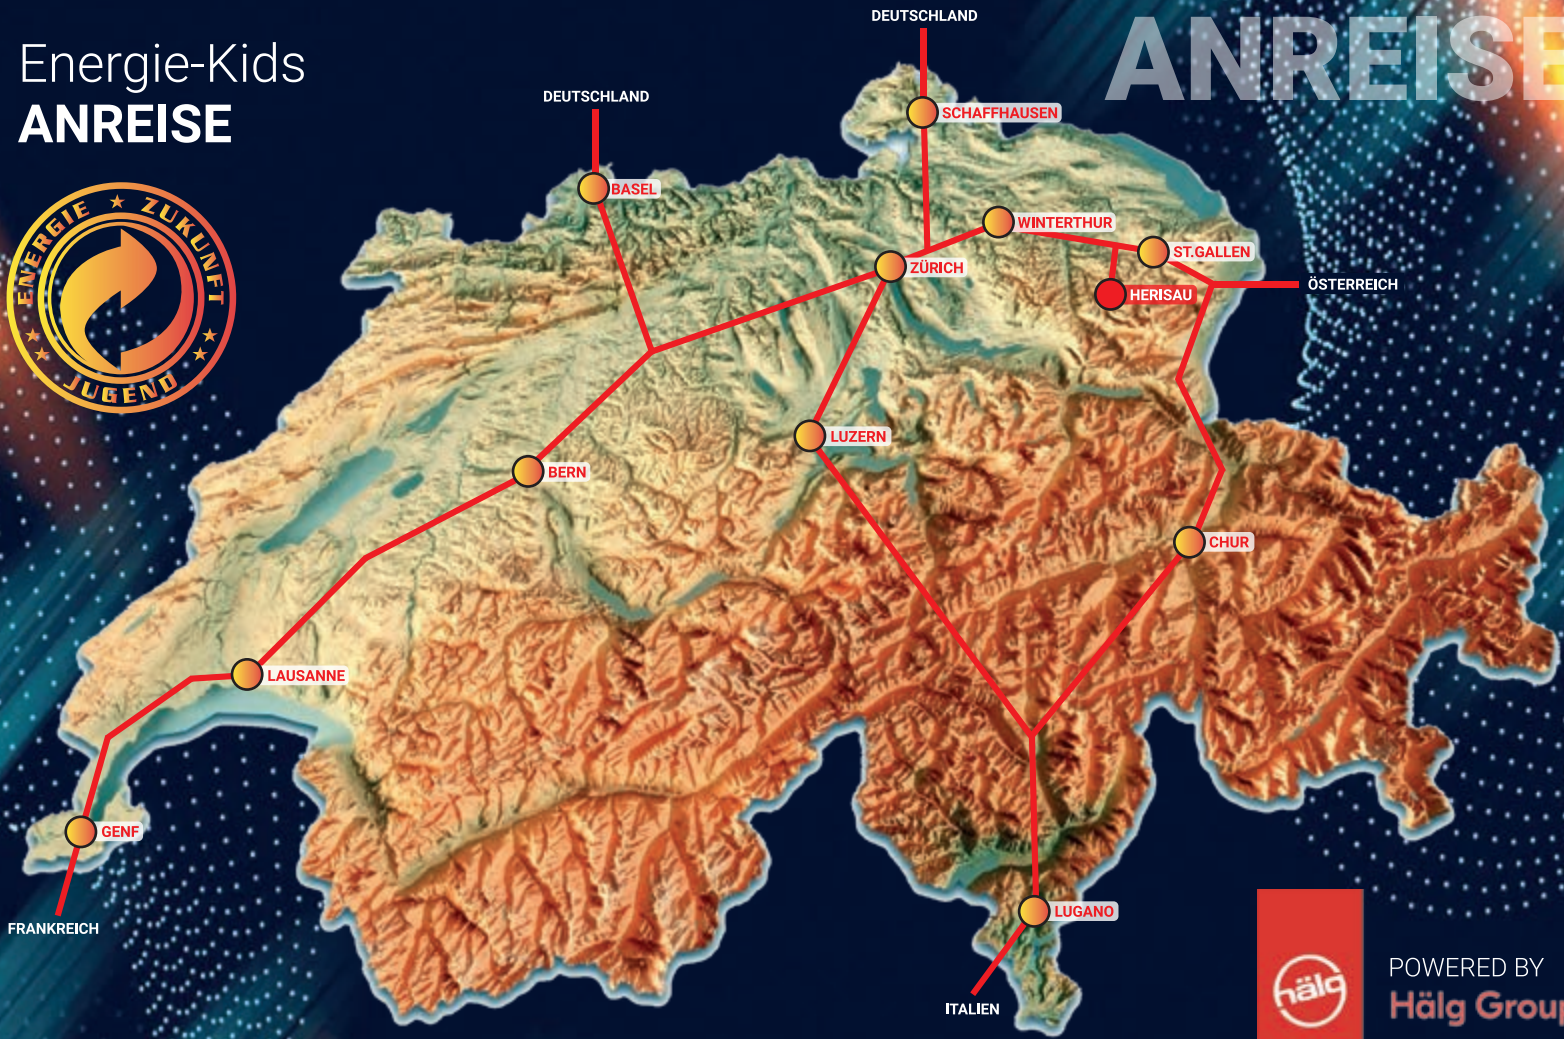 Energie-Kids
ANREISE
ANREISE
ENERGIE ★ ZUKUNFT
JUGEND
DEUTSCHLAND
DEUTSCHLAND
SCHAFFHAUSEN
BASEL
WINTERTHUR
ST.GALLEN
ZÜRICH
ÖSTERREICH
HERISAU
LUZERN
BERN
CHUR
LAUSANNE
GENF
LUGANO
FRANKREICH
ITALIEN
hälg
POWERED BY
Hälg Group